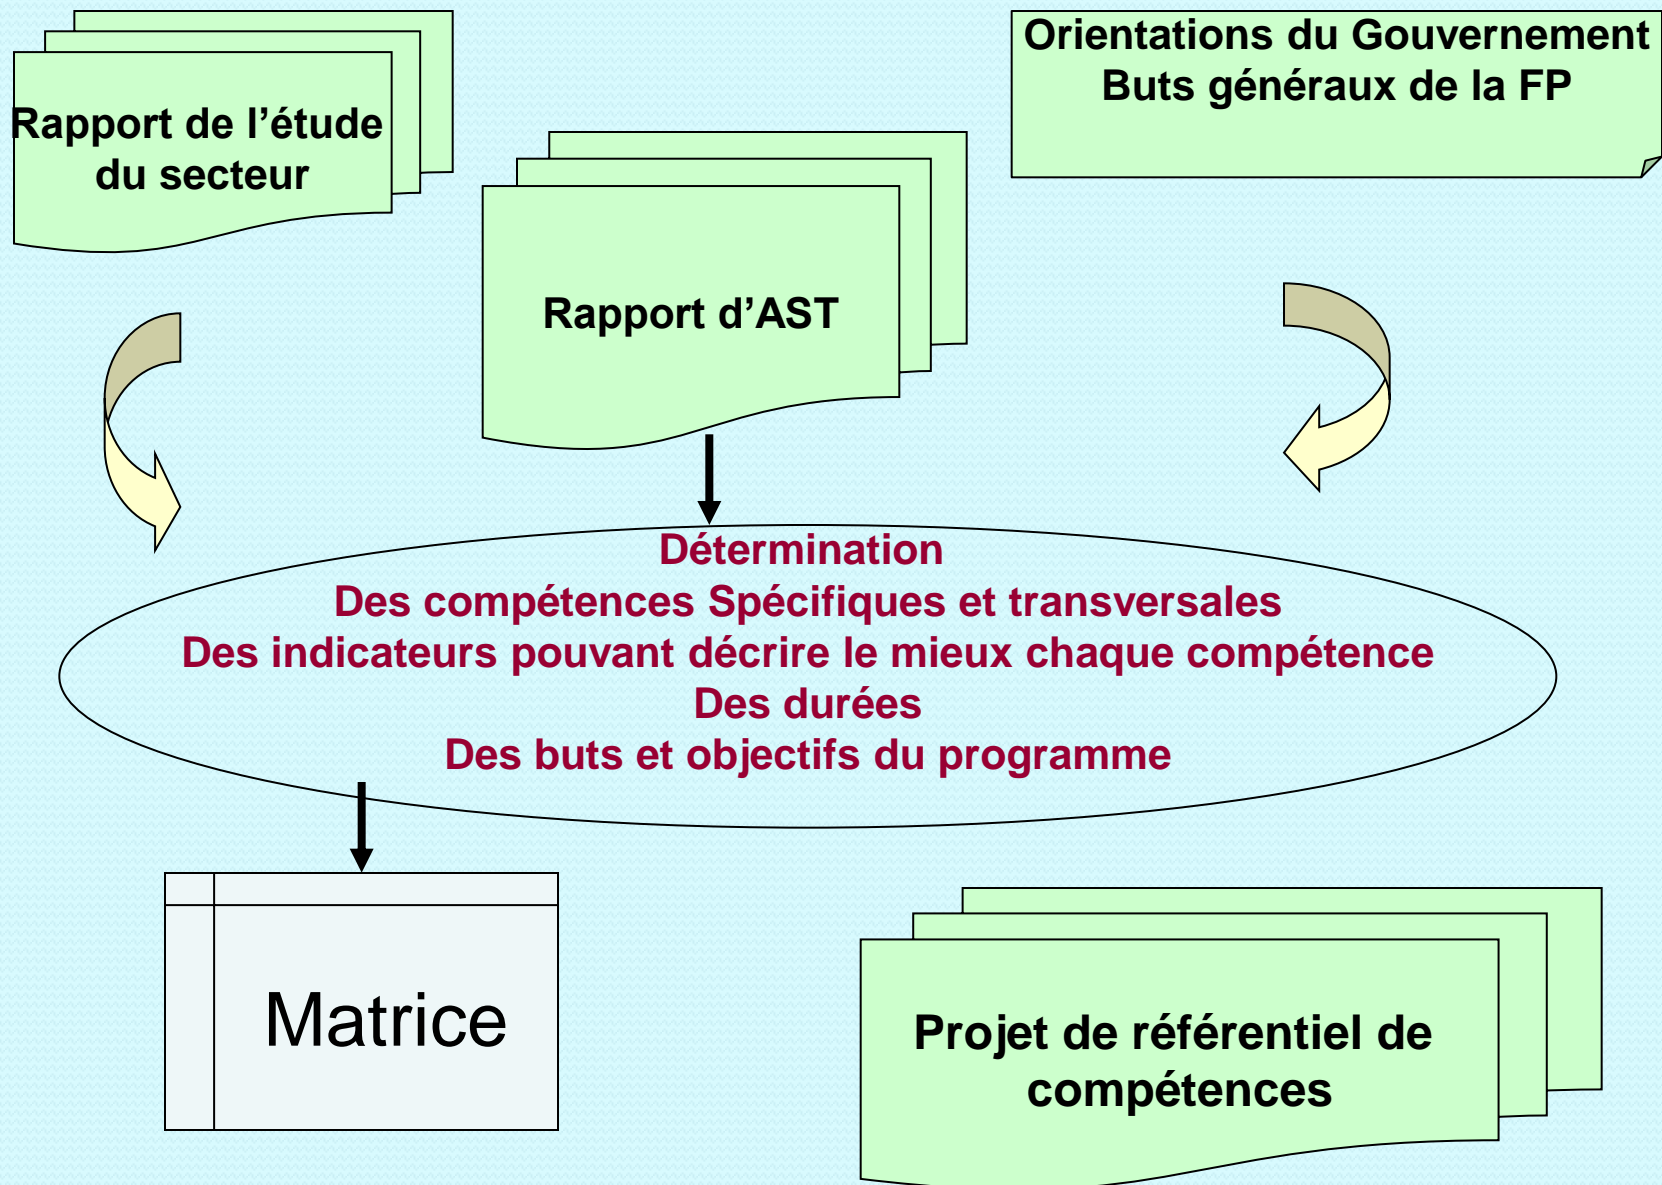 Rapport de l’étude
du secteur
Orientations du Gouvernement
Buts généraux de la FP
Rapport d’AST
Détermination
Des compétences Spécifiques et transversales
Des indicateurs pouvant décrire le mieux chaque compétence
Des durées
Des buts et objectifs du programme
Matrice
Projet de référentiel de
compétences